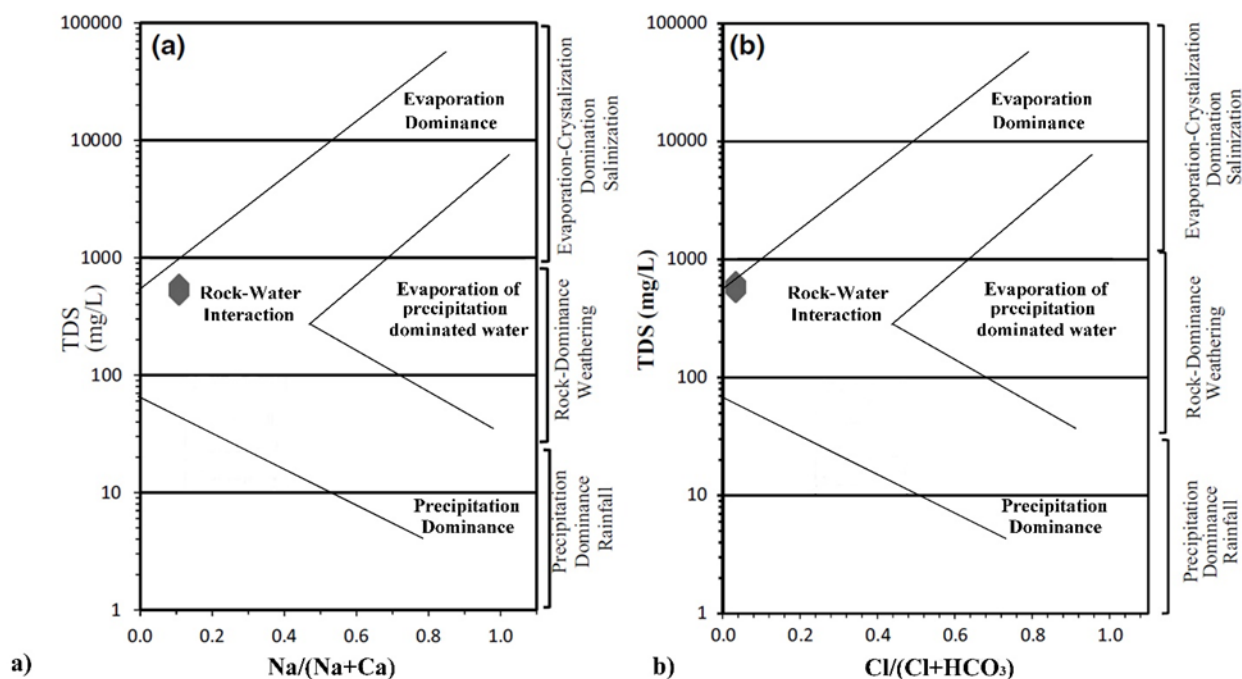 (a)
100000
10000
1000
100
10
1
TDS
(mg/L)
Evaporation
Dominance
Rock-Water
Interaction
Evaporation of
precipitation
dominated water
Precipitation
Dominance
0.0 0.2 0.4 0.6 0.8 1.0
a)
Na/(Na+Ca)
Evaporation-Crystalization
Domination
Salinization
Rock-Dominance
Weathering
Precipitation
Dominance
Rainfall
(b)
100000
10000
1000
100
10
1
TDS (mg/L)
Evaporation
Dominance
Rock-Water
Interaction
Evaporation of
precipitation
dominated water
Precipitation
Dominance
0.0 0.2 0.4 0.6 0.8 1.0
b)
Cl/(Cl+HCO₃)
Evaporation-Crystalization
Domination
Salinization
Rock-Dominance
Weathering
Precipitation
Dominance
Rainfall